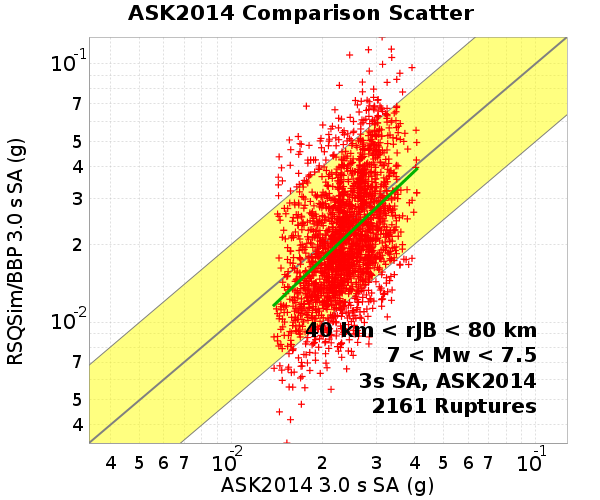 ASK2014 Comparison Scatter
RSQSim/BBP 3.0 s SA (g)
10-1
7
5
4
3
2
10-2
7
5
4
40 km < rJB < 80 km
7 < Mw < 7.5
3s SA, ASK2014
2161 Ruptures
4 5 6 7 10-2 2 3 4 5 6 7 10-1
ASK2014 3.0 s SA (g)